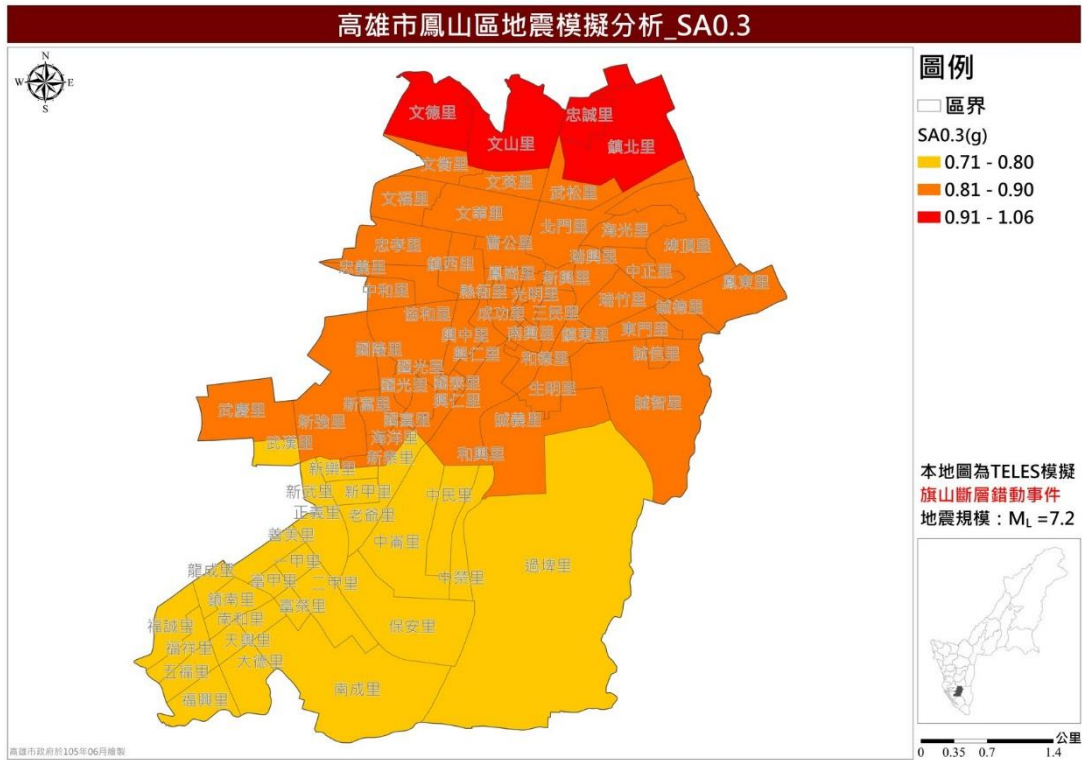 高雄市鳳山區地震模擬分析_SA0.3
N
W
E
S
圖例
區界
SA0.3(g)
0.71 - 0.80
0.81 - 0.90
0.91 - 1.06
文德里
忠誠里
文山里
鎮北里
文衡里
文英里
武松里
文福里
文華里
北門里
海光里
忠孝里
曹公里
埤頂里
瑞興里
忠義里
鎮西里
鳳崗里
新興里
中正里
鳳東里
中和里
縣衙里
光明里
瑞竹里
誠德里
協和里
成功里
三民里
東門里
興中里
南興里
鎮東里
國隆里
興仁里
和德里
誠信里
國光里
國光里
國泰里
生明里
新富里
興仁里
誠智里
武慶里
新強里
國富里
誠義里
武漢里
海洋里
新泰里
和興里
新樂里
新武里
新甲里
中民里
正義里
老爺里
善美里
中崙里
一甲里
過埤里
龍成里
富甲里
二甲里
中榮里
鎮南里
富榮里
南和里
福誠里
保安里
天興里
福祥里
大德里
五福里
南成里
福興里
本地圖為TELES模擬
旗山斷層錯動事件
地震規模：ML =7.2
公里
0 0.35 0.7 1.4
高雄市政府於105年06月繪製